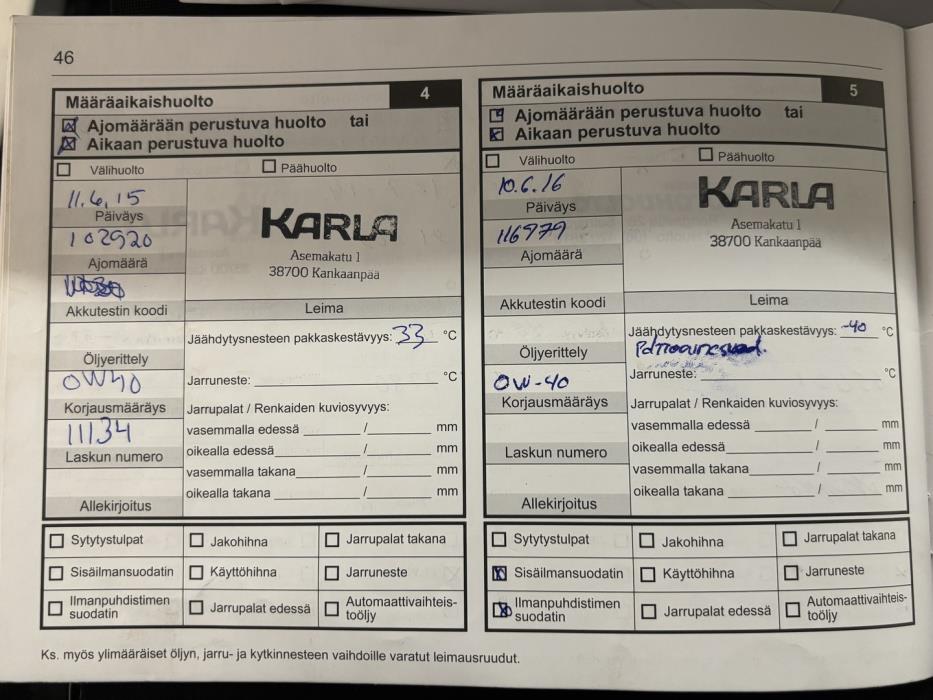 46
Määräaikaishuolto 4
Ajomäärään perustuva huolto tai
Aikaan perustuva huolto
Välihuolto Päähuolto
11.6.15
Päiväys
102920
Ajomäärä
Akkutestin koodi
KARLA
Asemakatu 1
38700 Kankaanpää
Leima
Öljyerittely
0W40
Korjausmääräys
11134
Laskun numero
Allekirjoitus
Jäähdytysnesteen pakkaskestävyys: 33 °C
Jarruneste: °C
Jarrupalat / Renkaiden kuviosyvyys:
vasemmalla edessä / mm
oikealla edessä / mm
vasemmalla takana / mm
oikealla takana / mm
Sytytystulpat Jakohihna Jarrupalat takana
Sisäilmansuodatin Käyttöhihna Jarruneste
Ilmanpuhdistimen
suodatin
Jarrupalat edessä
Automaattivaihteis-
toöljy
Määräaikaishuolto 5
Ajomäärään perustuva huolto tai
Aikaan perustuva huolto
Välihuolto Päähuolto
10.6.16
Päiväys
116979
Ajomäärä
Akkutestin koodi
KARLA
Asemakatu 1
38700 Kankaanpää
Leima
Öljyerittely
0W-40
Korjausmääräys
Laskun numero
Allekirjoitus
Jäähdytysnesteen pakkaskestävyys: -40 °C
Jarruneste: °C
Jarrupalat / Renkaiden kuviosyvyys:
vasemmalla edessä / mm
oikealla edessä / mm
vasemmalla takana / mm
oikealla takana / mm
Sytytystulpat Jakohihna Jarrupalat takana
Sisäilmansuodatin Käyttöhihna Jarruneste
Ilmanpuhdistimen
suodatin
Jarrupalat edessä
Automaattivaihteis-
toöljy
Ks. myös ylimääräiset öljyn, jarru- ja kytkinnesteen vaihdoille varatut leimausruudut.